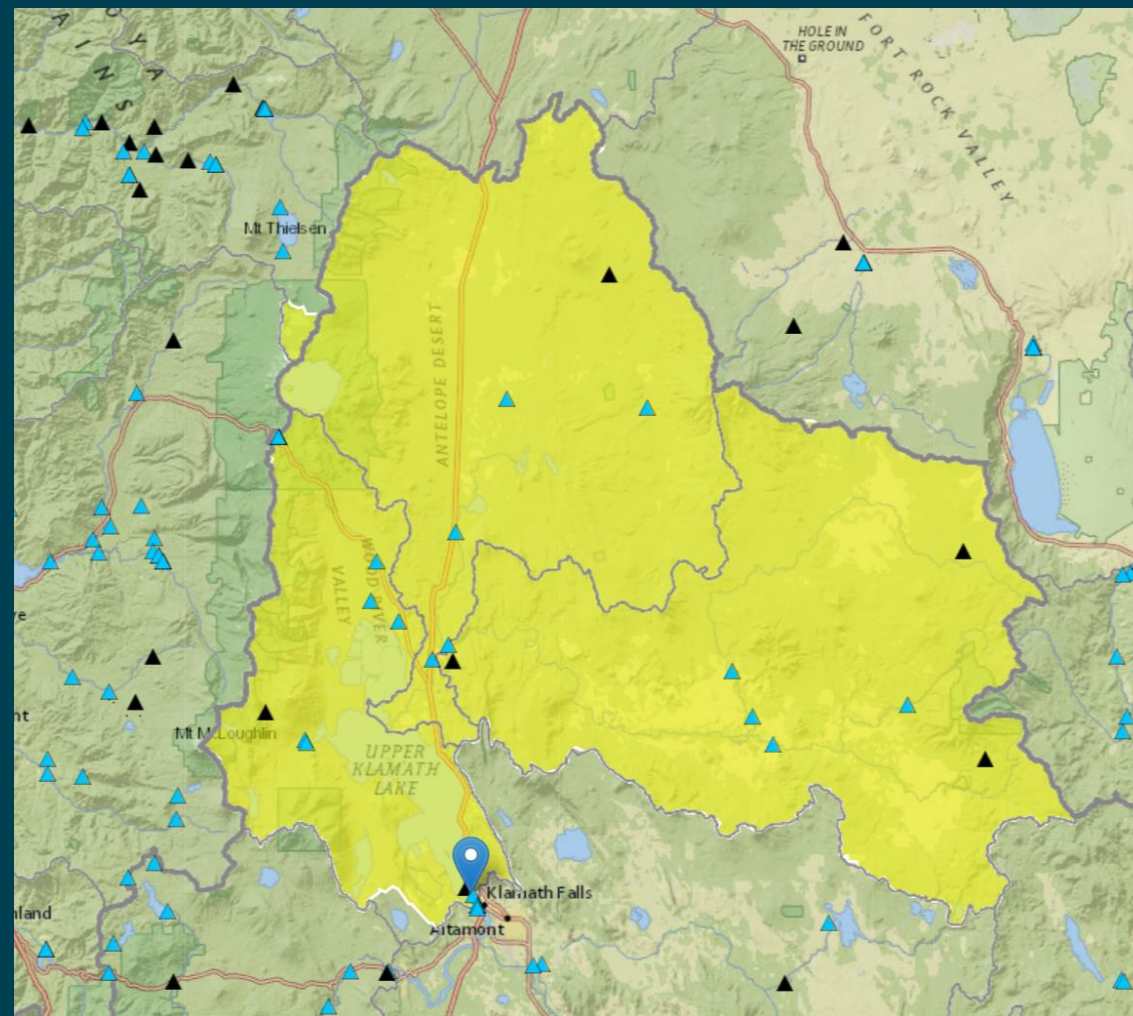 HOLE IN
THE GROUND
FORT ROCK VALLEY
Mt Thielsen
ANTELOPE DESERT
WOOD RIVER
VALLEY
Mt McLoughlin
UPPER
KLAMATH
LAKE
Klamath Falls
Altamont